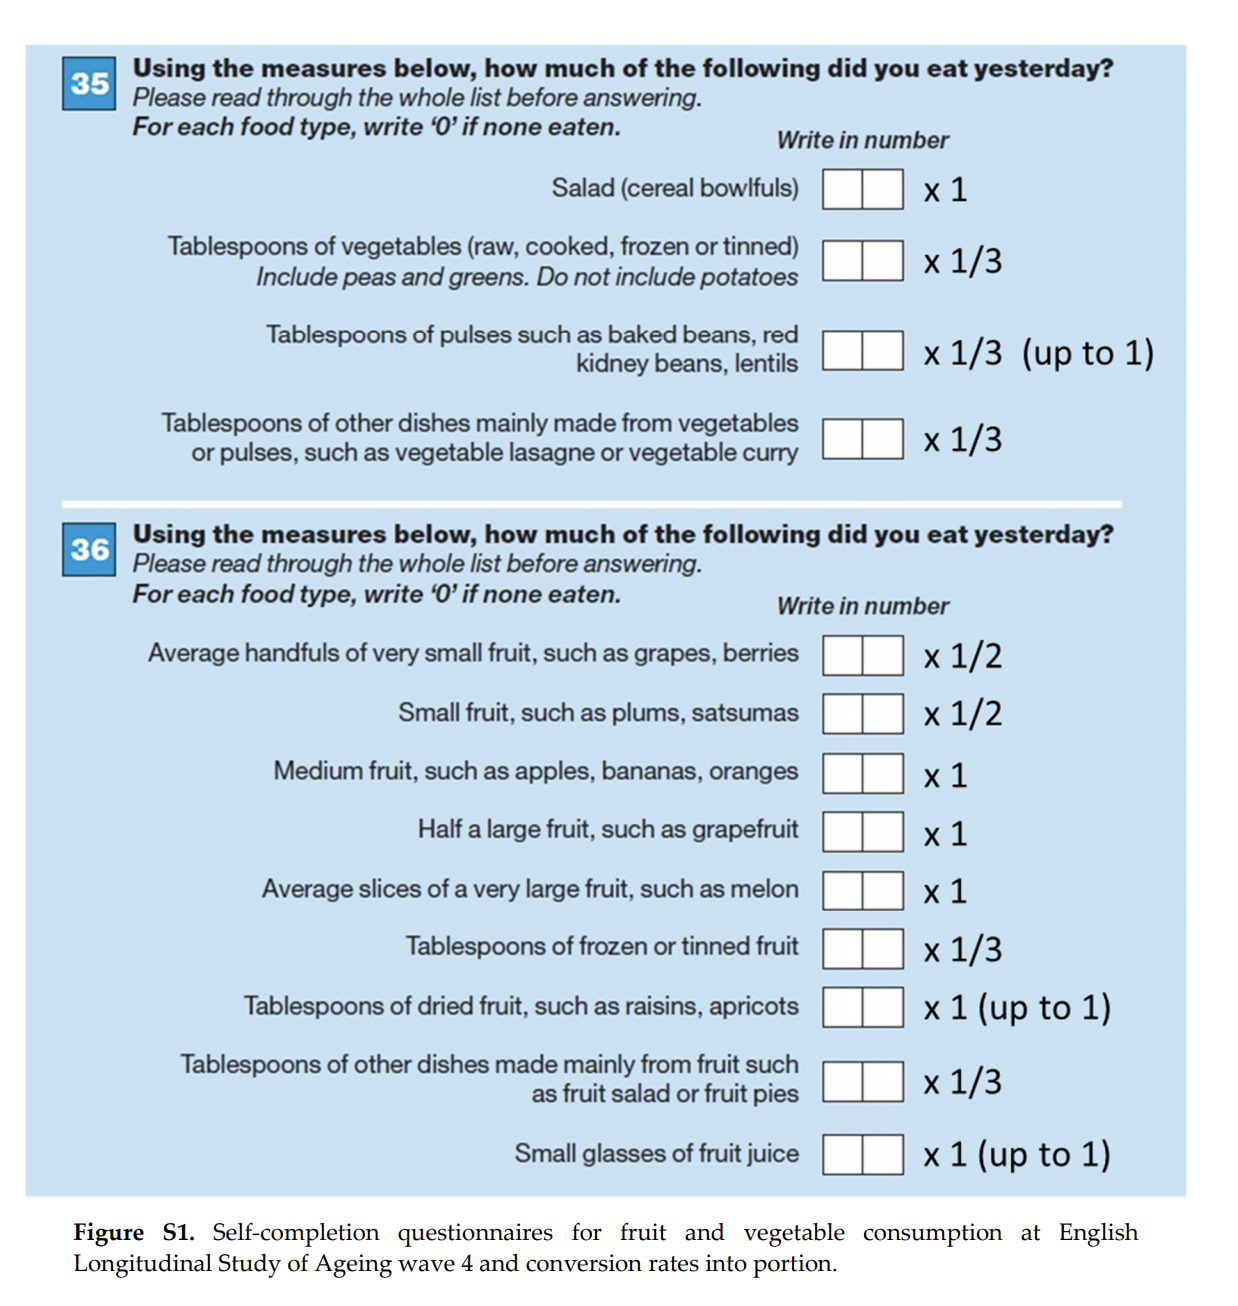 35
Using the measures below, how much of the following did you eat yesterday?
Please read through the whole list before answering.
For each food type, write ‘0’ if none eaten.
Write in number
Salad (cereal bowlfuls)
x 1
Tablespoons of vegetables (raw, cooked, frozen or tinned)
Include peas and greens. Do not include potatoes
x 1/3
Tablespoons of pulses such as baked beans, red
kidney beans, lentils
x 1/3 (up to 1)
Tablespoons of other dishes mainly made from vegetables
or pulses, such as vegetable lasagne or vegetable curry
x 1/3
36
Using the measures below, how much of the following did you eat yesterday?
Please read through the whole list before answering.
For each food type, write ‘0’ if none eaten.
Write in number
Average handfuls of very small fruit, such as grapes, berries
x 1/2
Small fruit, such as plums, satsumas
x 1/2
Medium fruit, such as apples, bananas, oranges
x 1
Half a large fruit, such as grapefruit
x 1
Average slices of a very large fruit, such as melon
x 1
Tablespoons of frozen or tinned fruit
x 1/3
Tablespoons of dried fruit, such as raisins, apricots
x 1 (up to 1)
Tablespoons of other dishes made mainly from fruit such
as fruit salad or fruit pies
x 1/3
Small glasses of fruit juice
x 1 (up to 1)
Figure S1. Self-completion questionnaires for fruit and vegetable consumption at English
Longitudinal Study of Ageing wave 4 and conversion rates into portion.